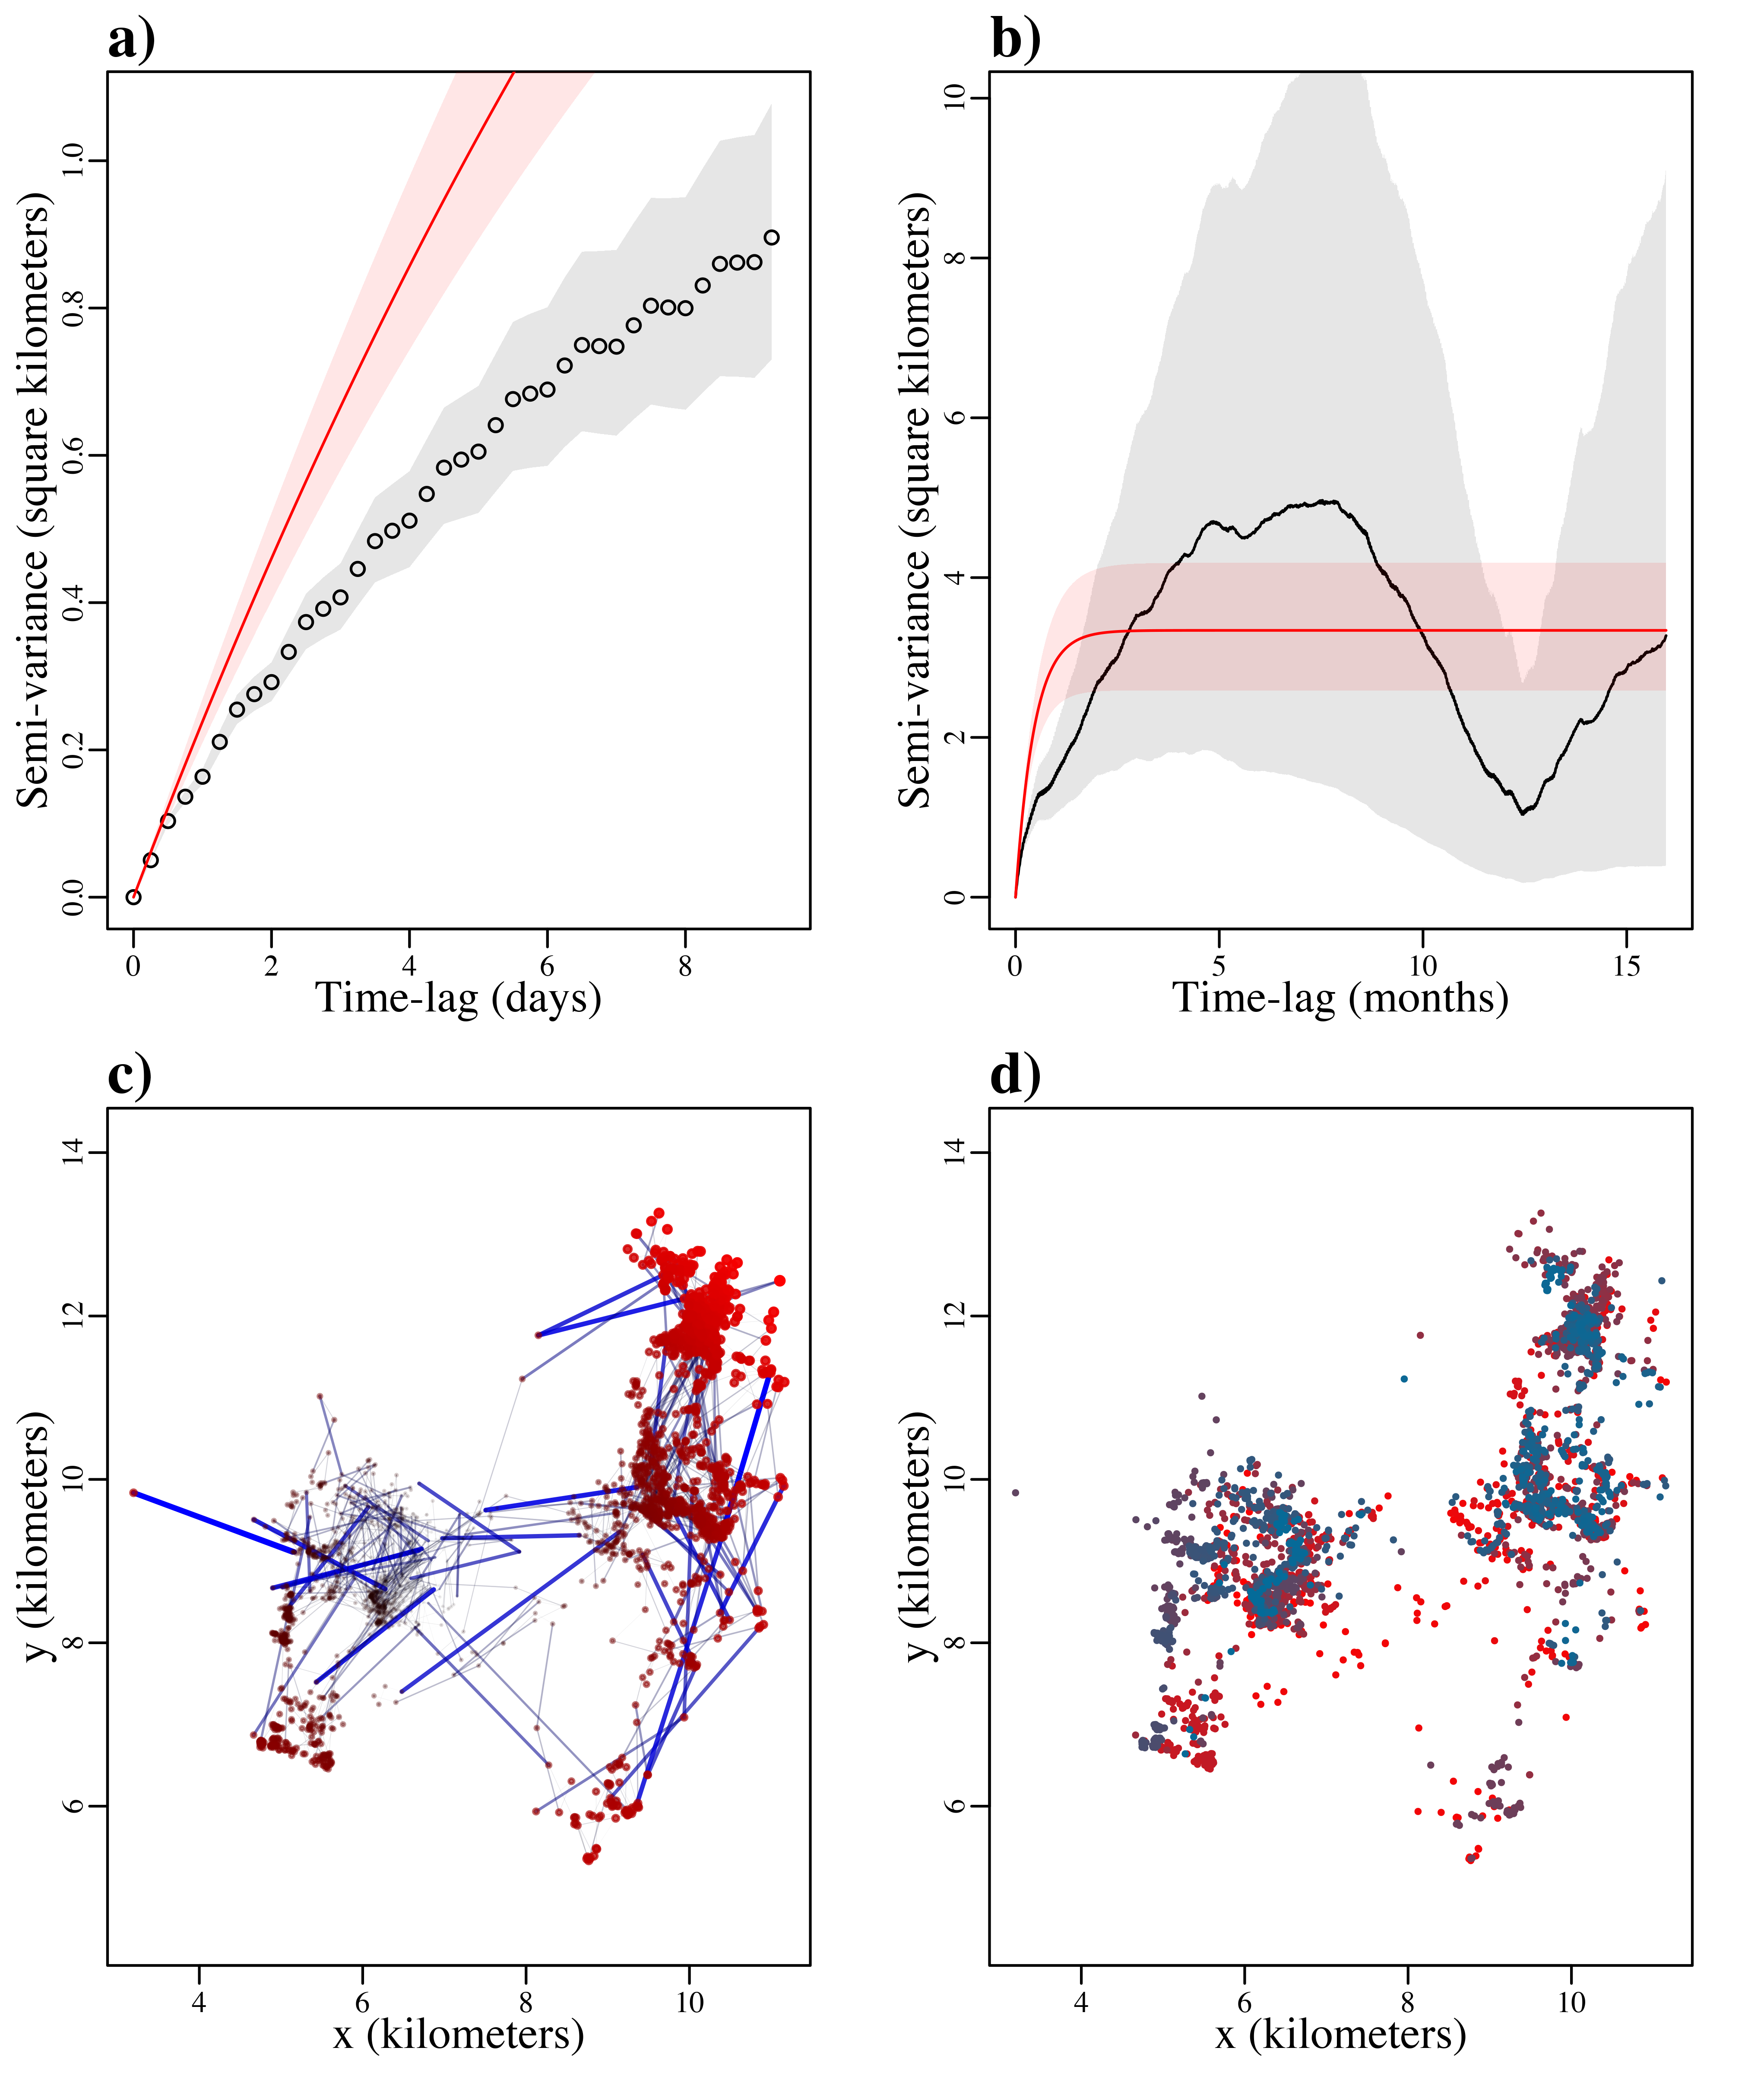 a)
Semi-variance (square kilometers)
0.0 0.2 0.4 0.6 0.8 1.0
0 2 4 6 8
Time-lag (days)
b)
Semi-variance (square kilometers)
0 2 4 6 8 10
0 5 10 15
Time-lag (months)
c)
y (kilometers)
6 8 10 12 14
4 6 8 10
x (kilometers)
d)
y (kilometers)
6 8 10 12 14
4 6 8 10
x (kilometers)